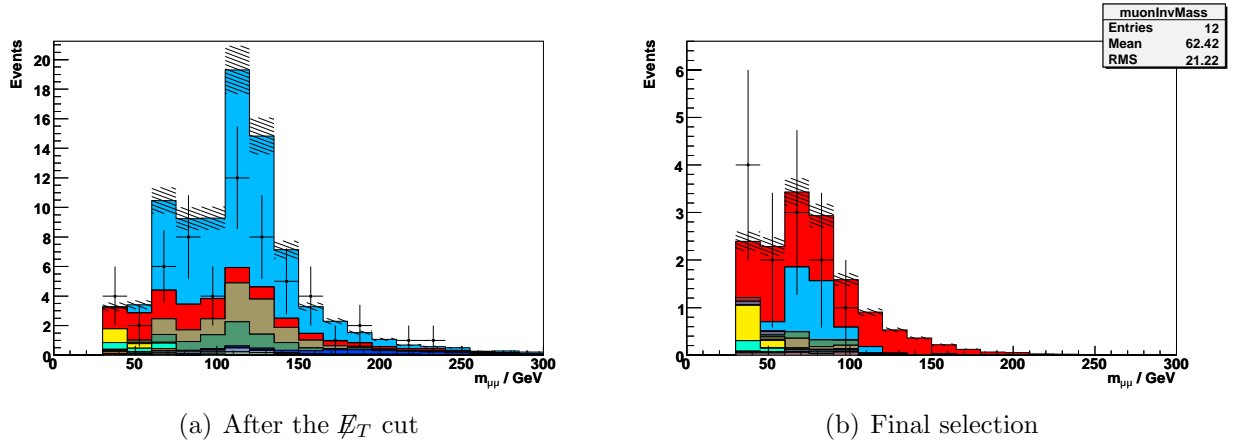 muonInvMass
Entries 12
Mean 62.42
RMS 21.22
Events
20
18
16
14
12
10
8
6
4
2
0
0 50 100 150 200 250 300
m_μμ / GeV
Events
6
5
4
3
2
1
0
0 50 100 150 200 250 300
m_μμ / GeV
(a) After the E̸_T cut
(b) Final selection